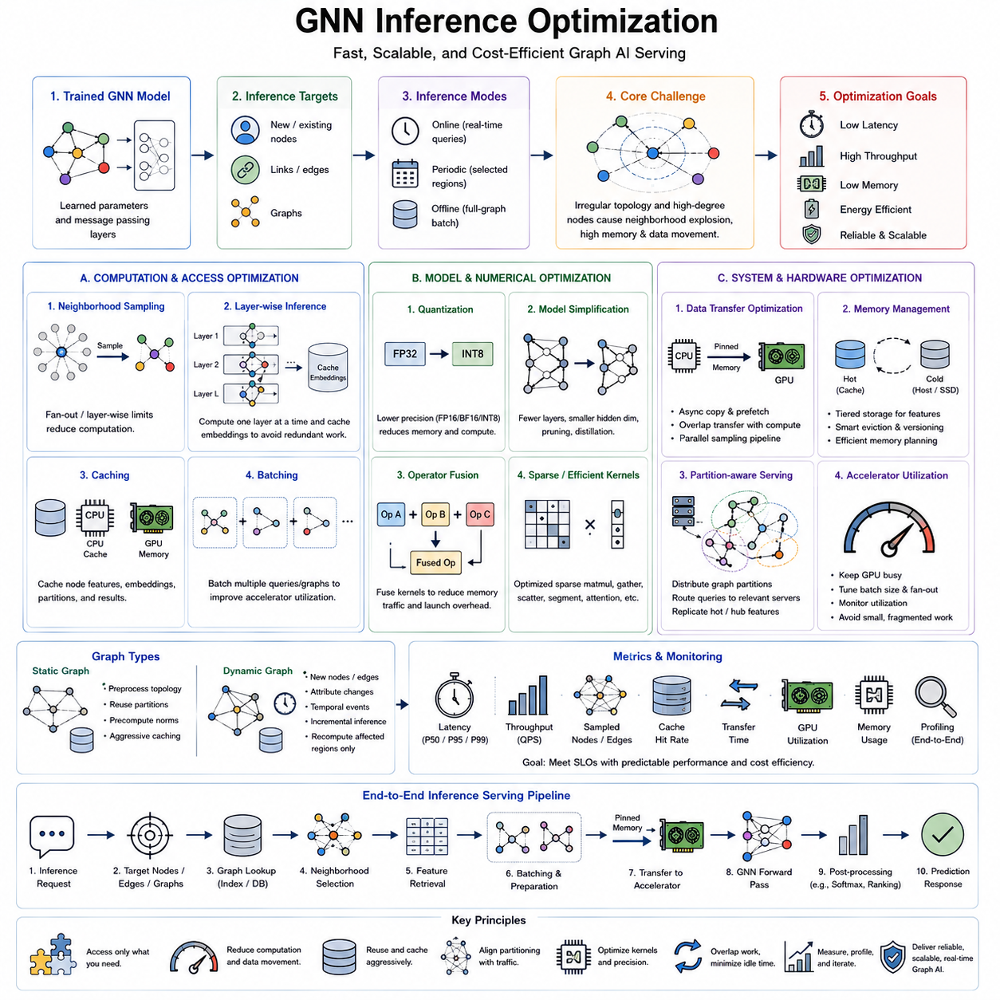 GNN Inference Optimization
Fast, Scalable, and Cost-Efficient Graph AI Serving
1. Trained GNN Model
Learned parameters
and message passing
layers
2. Inference Targets
New / existing
nodes
Links / edges
Graphs
3. Inference Modes
Online (real-time
queries)
Periodic (selected
regions)
Offline (full-graph
batch)
4. Core Challenge
Irregular topology and high-degree
nodes cause neighborhood explosion,
high memory & data movement.
5. Optimization Goals
Low Latency
High Throughput
Low Memory
Energy Efficient
Reliable & Scalable
A. COMPUTATION & ACCESS OPTIMIZATION
1. Neighborhood Sampling
Sample
Fan-out / layer-wise limits
reduce computation.
2. Layer-wise Inference
Layer 1
Layer 2
Layer L
...
Cache
Embeddings
Compute one layer at a time and cache
embeddings to avoid redundant work.
3. Caching
CPU
CPU
Cache
GPU
Memory
Cache node features, embeddings,
partitions, and results.
4. Batching
+ + ...
Batch multiple queries/graphs to
improve accelerator utilization.
B. MODEL & NUMERICAL OPTIMIZATION
1. Quantization
FP32
INT8
Lower precision (FP16/BF16/INT8)
reduces memory and compute.
2. Model Simplification
Fewer layers, smaller hidden dim,
pruning, distillation.
3. Operator Fusion
Op A + Op B + Op C
Fused Op
Fuse kernels to reduce memory
traffic and launch overhead.
4. Sparse / Efficient Kernels
×
Optimized sparse matmul, gather,
scatter, segment, attention, etc.
C. SYSTEM & HARDWARE OPTIMIZATION
1. Data Transfer Optimization
CPU
Pinned
Memory
GPU
• Async copy & prefetch
• Overlap transfer with compute
• Parallel sampling pipeline
2. Memory Management
Hot
(Cache)
Cold
(Host / SSD)
• Tiered storage for features
• Smart eviction & versioning
• Efficient memory planning
3. Partition-aware Serving
Distribute graph partitions
Route queries to relevant servers
Replicate hot / hub features
4. Accelerator Utilization
• Keep GPU busy
• Tune batch size & fan-out
• Monitor utilization
• Avoid small, fragmented work
Graph Types
Static Graph
• Preprocess topology
• Reuse partitions
• Precompute norms
• Aggressive caching
Dynamic Graph
• New nodes / edges
• Attribute changes
• Temporal events
• Incremental inference
• Recompute affected
regions only
Metrics & Monitoring
Latency
(P50 / P95 / P99)
Throughput
(QPS)
Sampled
Nodes / Edges
Cache
Hit Rate
Transfer
Time
GPU
Utilization
Memory
Usage
Profiling
(End-to-End)
Goal: Meet SLOs with predictable performance and cost efficiency.
End-to-End Inference Serving Pipeline
1. Inference
Request
2. Target Nodes /
Edges / Graphs
3. Graph Lookup
(Index / DB)
4. Neighborhood
Selection
5. Feature
Retrieval
6. Batching &
Preparation
Pinned
Memory
7. Transfer to
Accelerator
8. GNN Forward
Pass
9. Post-processing
(e.g., Softmax, Ranking)
10. Prediction
Response
Key Principles
Access only what
you need.
Reduce computation
and data movement.
Reuse and cache
aggressively.
Align partitioning
with traffic.
Optimize kernels
and precision.
Overlap work,
minimize idle time.
Measure, profile,
and iterate.
Deliver reliable,
scalable, real-time
Graph AI.